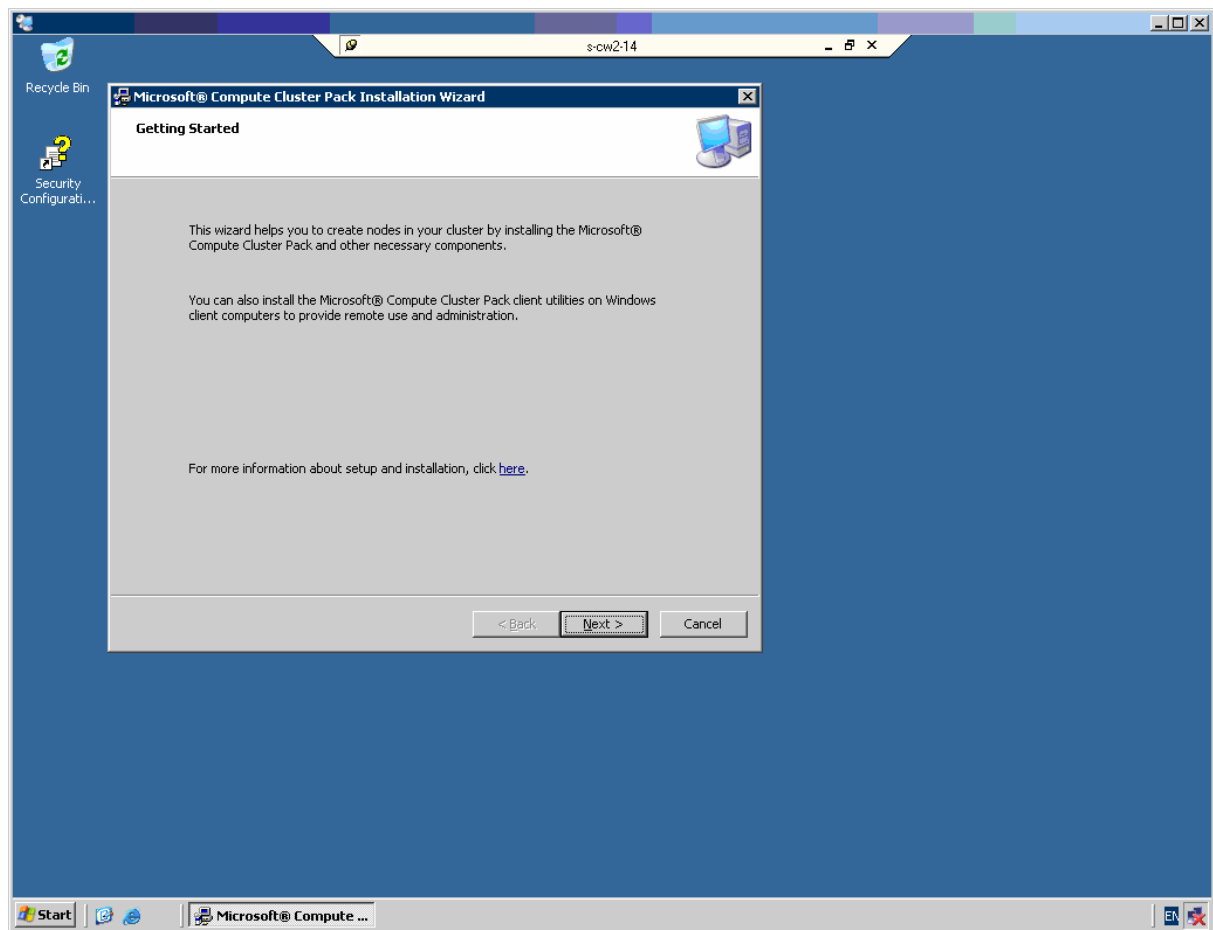 s-cw2-14
Recycle Bin
Security
Configurati...
Microsoft® Compute Cluster Pack Installation Wizard
Getting Started
This wizard helps you to create nodes in your cluster by installing the Microsoft®
Compute Cluster Pack and other necessary components.
You can also install the Microsoft® Compute Cluster Pack client utilities on Windows
client computers to provide remote use and administration.
For more information about setup and installation, click here.
< Back
Next >
Cancel
Start
Microsoft® Compute ...
EN